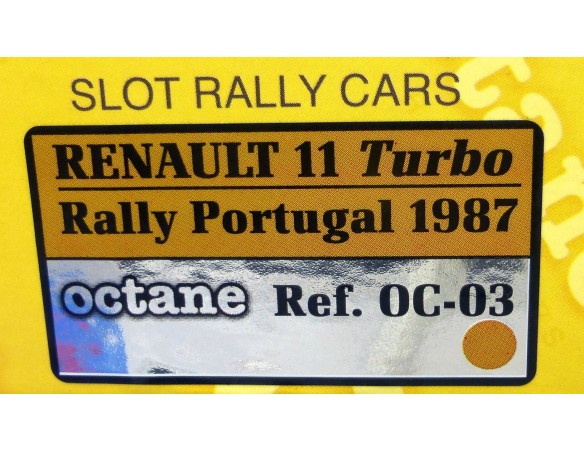 SLOT RALLY CARS
RENAULT 11 Turbo
Rally Portugal 1987
octane Ref. OC-03